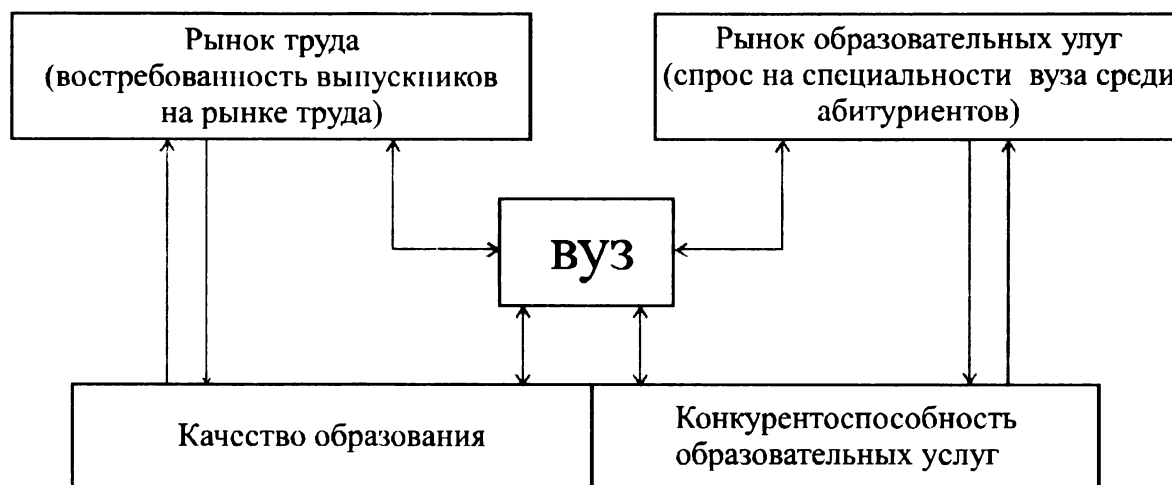 Рынок труда
(востребованность выпускников
на рынке труда)
Рынок образовательных улуг
(спрос на специальности вуза среди
абитуриентов)
вуз
Качество образования
Конкурентоспособность
образовательных услуг